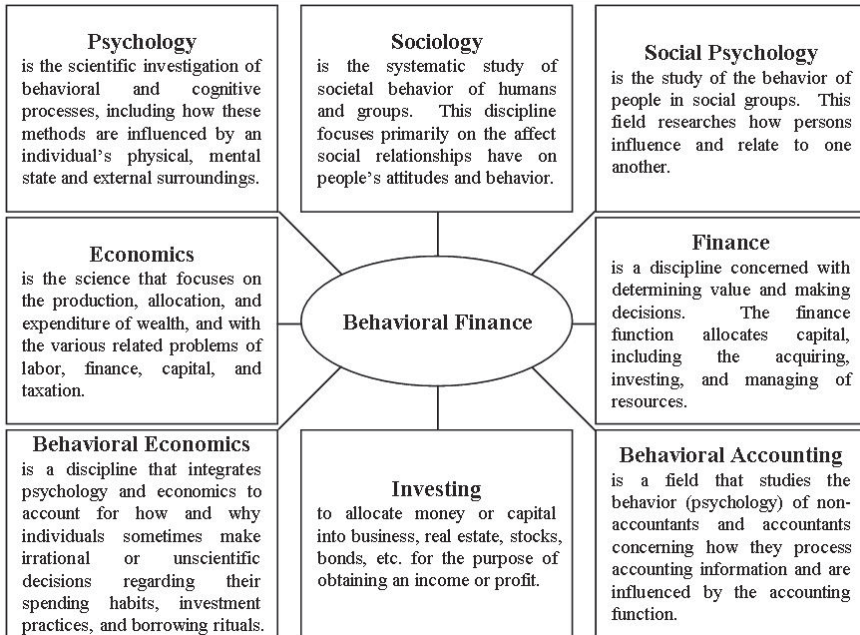 Psychology
is the scientific investigation of
behavioral and cognitive
processes, including how these
methods are influenced by an
individual's physical, mental
state and external surroundings.
Sociology
is the systematic study of
societal behavior of humans
and groups. This discipline
focuses primarily on the affect
social relationships have on
people's attitudes and behavior.
Social Psychology
is the study of the behavior of
people in social groups. This
field researches how persons
influence and relate to one
another.
Economics
is the science that focuses on
the production, allocation, and
expenditure of wealth, and with
the various related problems of
labor, finance, capital, and
taxation.
Behavioral Finance
Finance
is a discipline concerned with
determining value and making
decisions. The finance
function allocates capital,
including the acquiring,
investing, and managing of
resources.
Behavioral Economics
is a discipline that integrates
psychology and economics to
account for how and why
individuals sometimes make
irrational or unscientific
decisions regarding their
spending habits, investment
practices, and borrowing rituals.
Investing
to allocate money or capital
into business, real estate, stocks,
bonds, etc. for the purpose of
obtaining an income or profit.
Behavioral Accounting
is a field that studies the
behavior (psychology) of non-
accountants and accountants
concerning how they process
accounting information and are
influenced by the accounting
function.